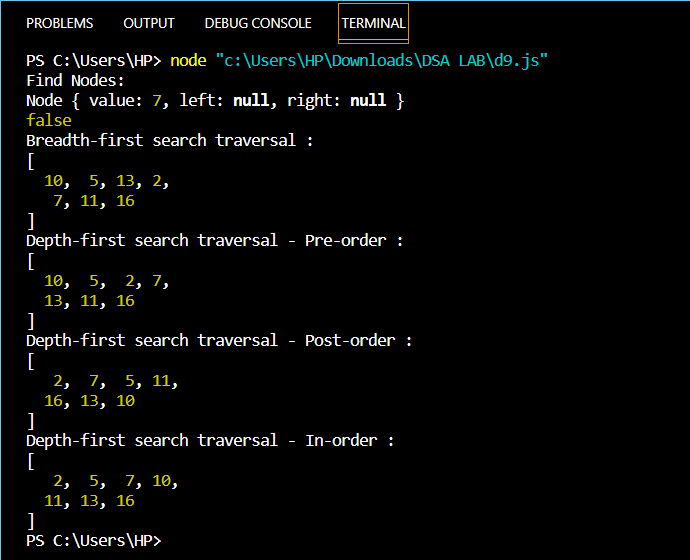 PROBLEMS OUTPUT DEBUG CONSOLE TERMINAL
PS C:\Users\HP> node "c:\Users\HP\Downloads\DSA LAB\d9.js"
Find Nodes:
Node { value: 7, left: null, right: null }
false
Breadth-first search traversal :
[
  10,  5, 13, 2,
   7, 11, 16
]
Depth-first search traversal - Pre-order :
[
  10,  5,  2, 7,
  13, 11, 16
]
Depth-first search traversal - Post-order :
[
   2,  7,  5, 11,
  16, 13, 10
]
Depth-first search traversal - In-order :
[
   2,  5,  7, 10,
  11, 13, 16
]
PS C:\Users\HP>